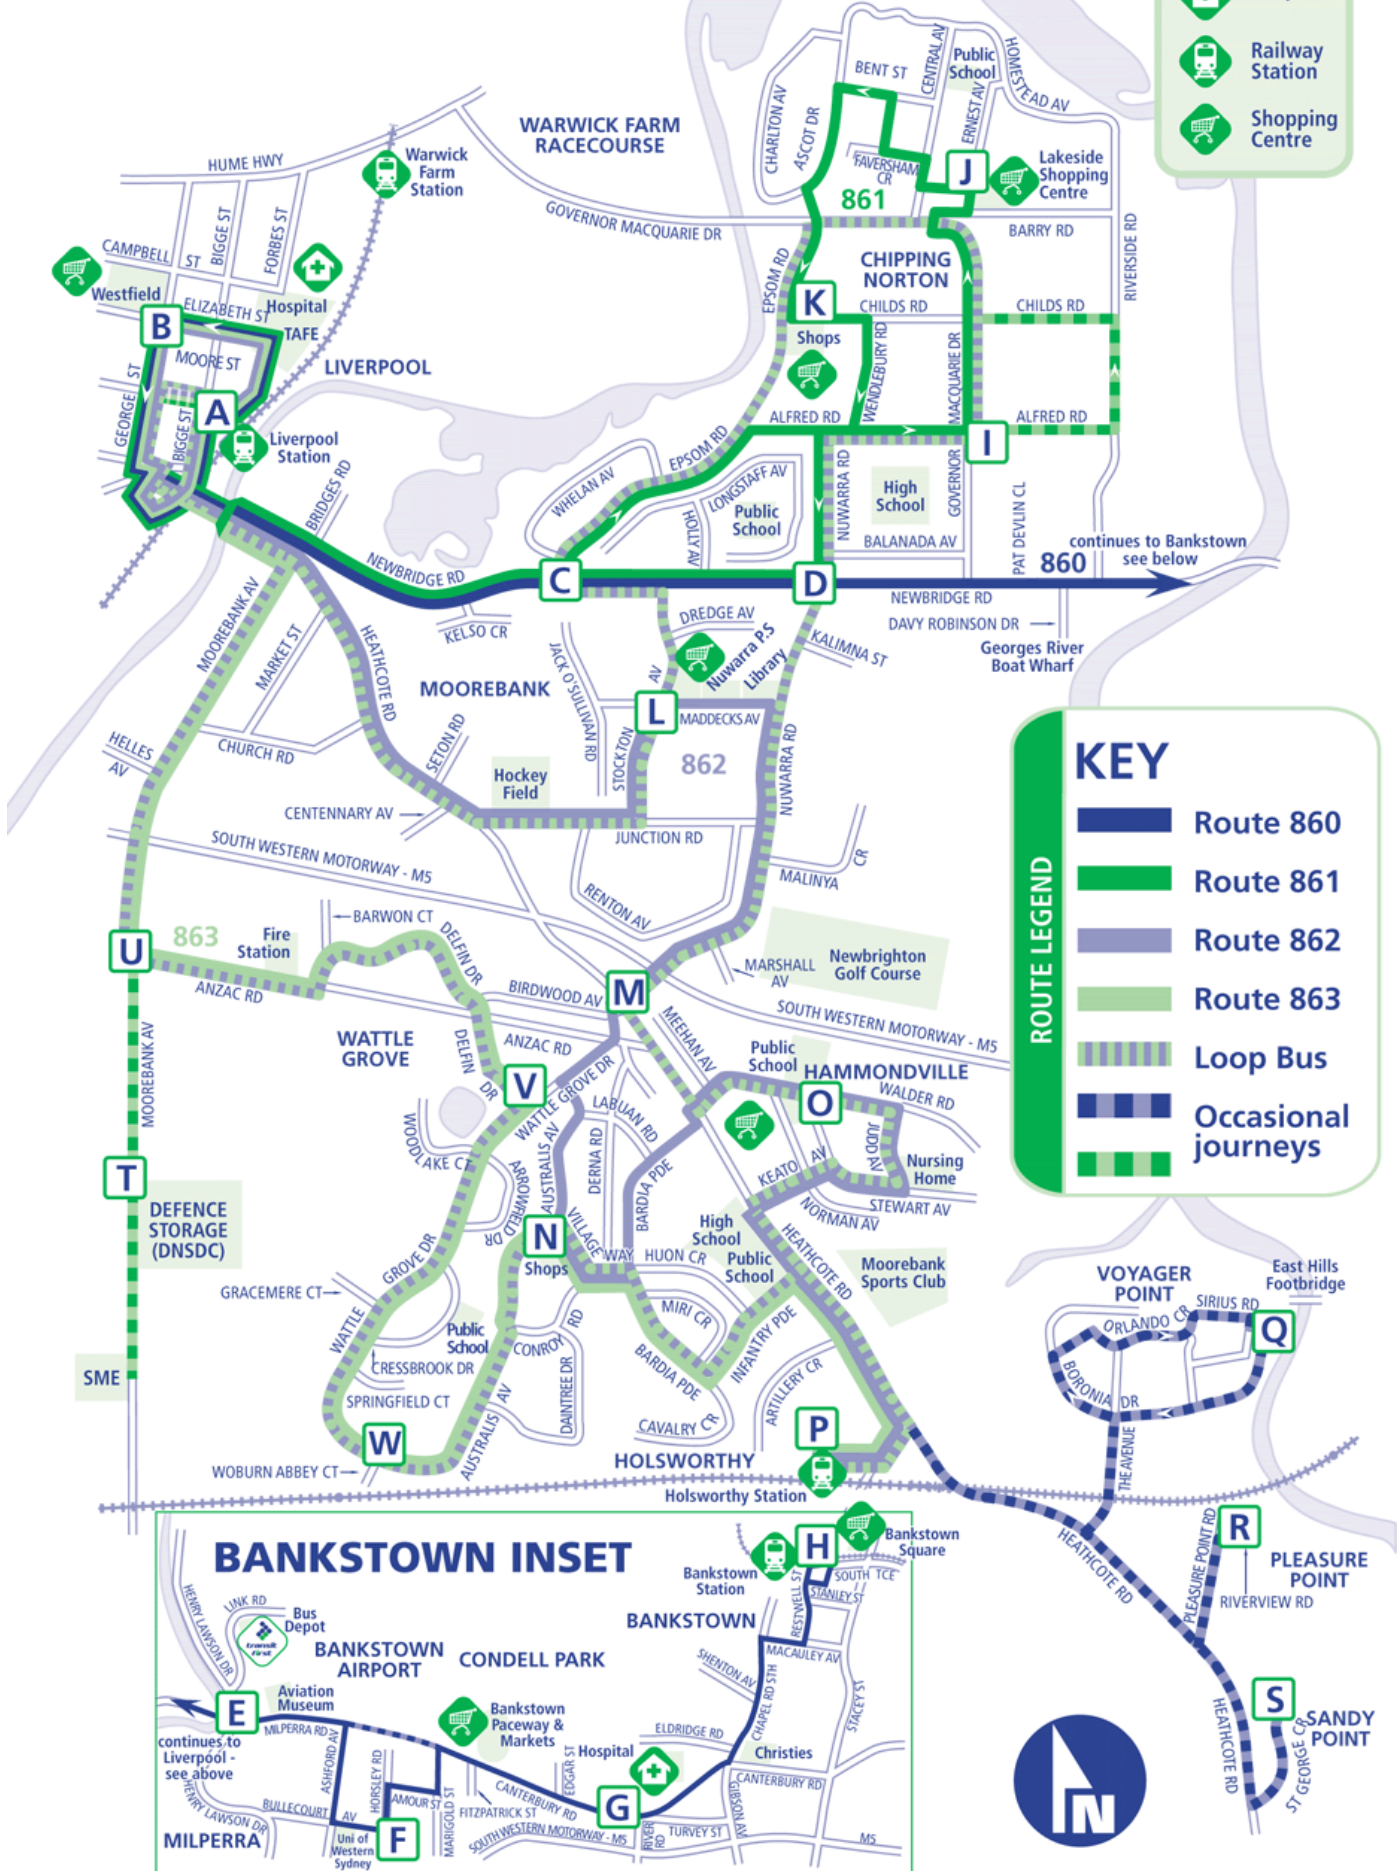 Railway
Station
Shopping
Centre
BENT ST
CENTRAL AV
Public
School
HOMESTEAD AV
ERNEST AV
CHARLTON AV
ASCOT DR
FAVERSHAM
CR
J
Lakeside
Shopping
Centre
861
WARWICK FARM
RACECOURSE
HUME HWY
Warwick
Farm
Station
GOVERNOR MACQUARIE DR
BARRY RD
RIVERSIDE RD
BIGGE ST
FORBES ST
CAMPBELL ST
Westfield
ELIZABETH ST
Hospital
TAFE
B
MOORE ST
LIVERPOOL
GEORGE ST
A
BIGGE ST
Liverpool
Station
EPSOM RD
CHIPPING
NORTON
K
CHILDS RD
CHILDS RD
Shops
WENDLEBURY RD
MACQUARIE DR
ALFRED RD
ALFRED RD
I
EPSOM RD
WHELAN AV
LONGSTAFF AV
HOLLY AV
Public
School
NUWARRA RD
High
School
GOVERNOR
PAT DEVLIN CL
BALANADA AV
BRIDGES RD
NEWBRIDGE RD
C
D
860
continues to Bankstown
see below
NEWBRIDGE RD
DAVY ROBINSON DR
Georges River
Boat Wharf
KELSO CR
DREDGE AV
Nuwarra P.S
Library
KALIMNA ST
MOOREBANK AV
MARKET ST
HEATHCOTE RD
JACK O'SULLIVAN RD
MOOREBANK
AV
L
MADDECKS AV
STOCKTON
862
NUWARRA RD
SETON RD
HELLES
AV
CHURCH RD
Hockey
Field
CENTENNARY AV
JUNCTION RD
SOUTH WESTERN MOTORWAY - M5
MALINYA CR
RENTON AV
KEY
ROUTE LEGEND
Route 860
Route 861
Route 862
Route 863
Loop Bus
Occasional
journeys
BARWON CT
U
863
Fire
Station
DELFIN DR
ANZAC RD
BIRDWOOD AV
M
MARSHALL
AV
Newbrighton
Golf Course
SOUTH WESTERN MOTORWAY - M5
MEEHAN AV
WATTLE
GROVE
ANZAC RD
DELFIN
DR
MOOREBANK AV
V
WATTLE GROVE DR
Public
School
HAMMONDVILLE
WALDER RD
O
LABUAN RD
JUDD AV
WOODLAKE CT
AUSTRALIS AV
DERNA RD
BARDIA PDE
KEATO AV
Nursing
Home
STEWART AV
NORMAN AV
T
DEFENCE
STORAGE
(DNSDC)
ARROWFIELD
DR
N
Shops
VILLAGE
WAY
HUON CR
High
School
Public
School
HEATHCOTE RD
Moorebank
Sports Club
GROVE DR
GRACEMERE CT
WATTLE
Public
School
CONROY RD
MIRI CR
BARDIA PDE
INFANTRY PDE
CRESSBROOK DR
SPRINGFIELD CT
DAINTREE DR
ARTILLERY CR
SME
AUSTRALIS AV
CAVALRY CR
W
WOBURN ABBEY CT
HOLSWORTHY
P
Holsworthy Station
VOYAGER
POINT
East Hills
Footbridge
ORLANDO CR
SIRIUS RD
Q
BORONIA DR
THE AVENUE
HEATHCOTE RD
PLEASURE POINT RD
R
PLEASURE
POINT
RIVERVIEW RD
HEATHCOTE RD
S
SANDY
POINT
ST GEORGE CR
N
BANKSTOWN INSET
H
Bankstown
Square
Bankstown
Station
SOUTH TCE
STANLEY ST
RESTWELL ST
BANKSTOWN
MACAULEY AV
HENRY LAWSON DR
LINK RD
Bus
Depot
transit
first
BANKSTOWN
AIRPORT
CONDELL PARK
SHENTON AV
CHAPEL RD STH
STACEY ST
E
Aviation
Museum
MILPERRA RD
continues to
Liverpool -
see above
Bankstown
Paceway &
Markets
ELDRIDGE RD
Hospital
Christies
ASHFORD AV
HORSLEY RD
AMOUR ST
MARIGOLD ST
EDGAR ST
CANTERBURY RD
FITZPATRICK ST
G
CANTERBURY RD
GIBSON AV
HENRY LAWSON DR
BULLECOURT AV
F
Uni of
Western
Sydney
SOUTH WESTERN MOTORWAY - M5
RIVER
RD
TURVEY ST
M5
MILPERRA